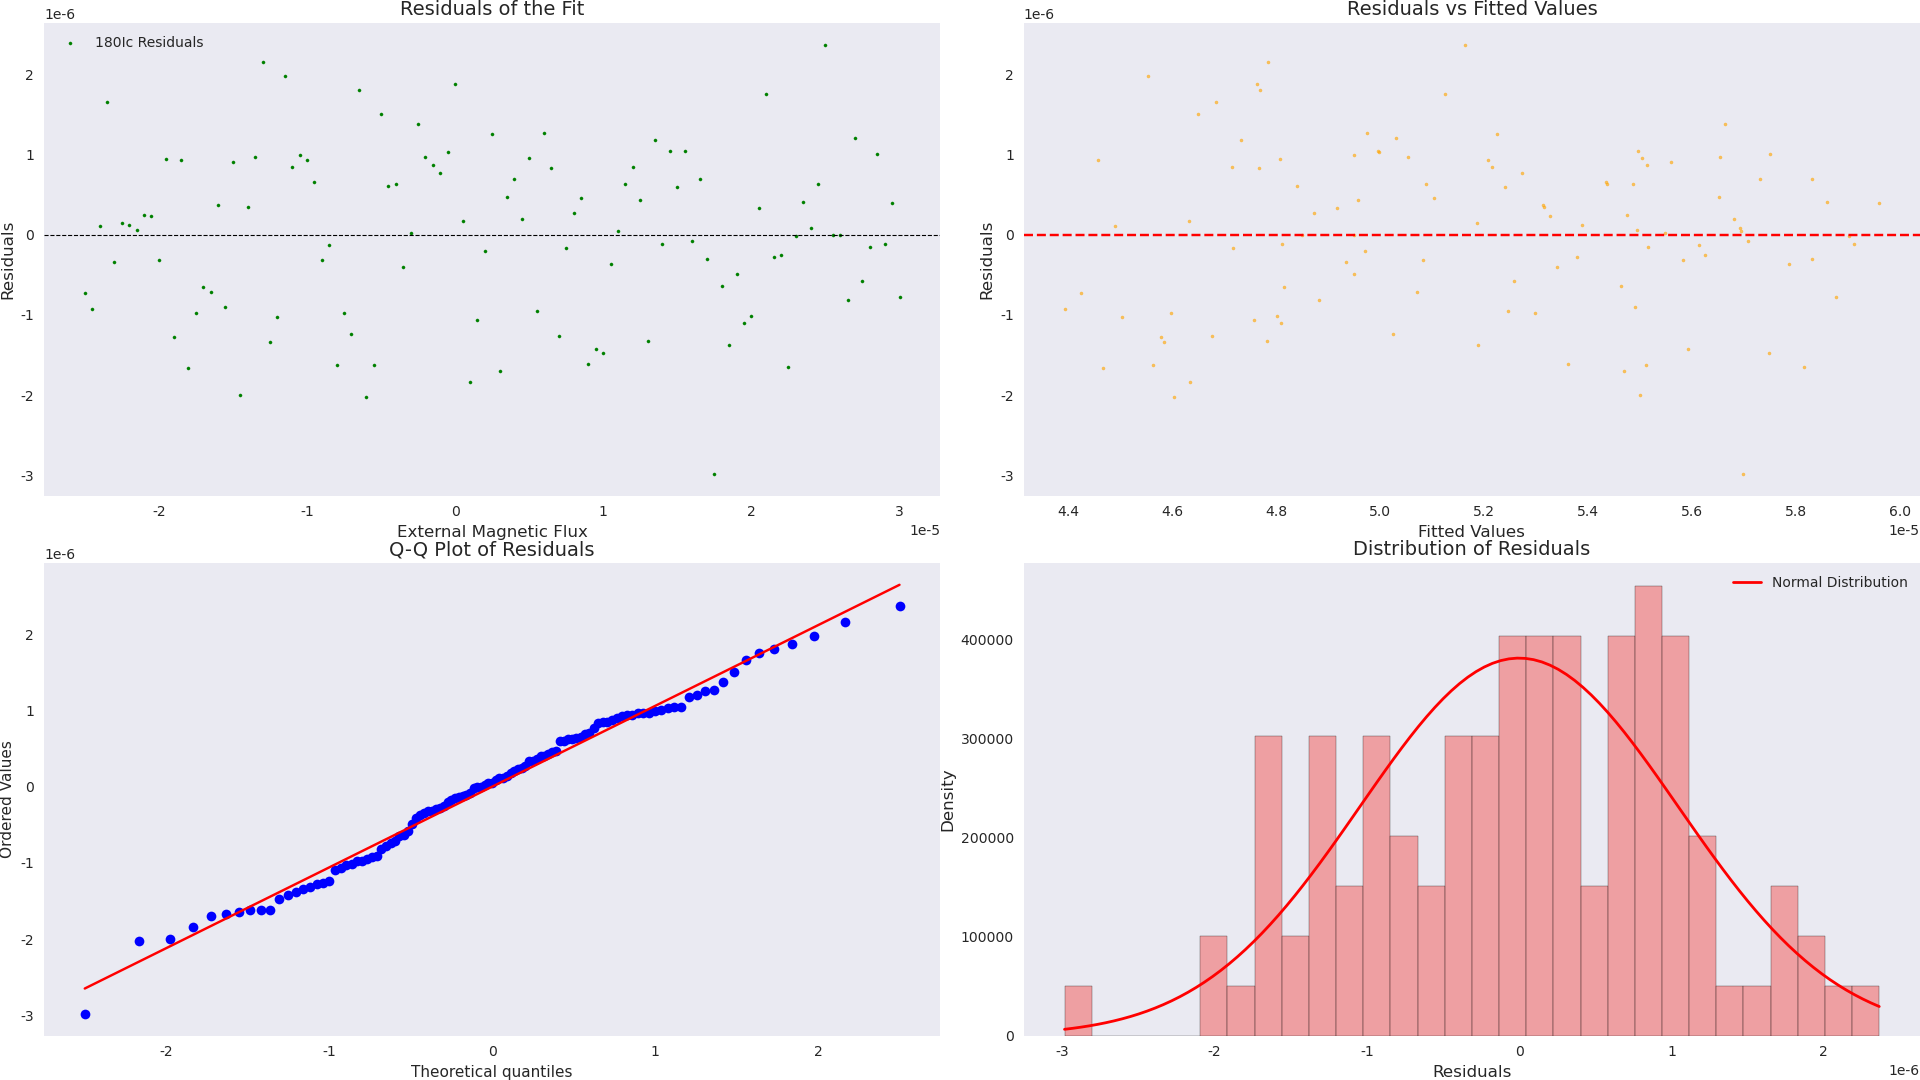 Residuals of the Fit
1e-6
180Ic Residuals
2
1
0
-1
-2
-3
Residuals
-2
-1
0
1
2
3
1e-5
External Magnetic Flux
Residuals vs Fitted Values
1e-6
2
1
0
-1
-2
-3
Residuals
4.4
4.6
4.8
5.0
5.2
5.4
5.6
5.8
6.0
1e-5
Fitted Values
Q-Q Plot of Residuals
1e-6
2
1
0
-1
-2
-3
Ordered Values
-2
-1
0
1
2
Theoretical quantiles
Distribution of Residuals
Normal Distribution
400000
300000
200000
100000
0
Density
-3
-2
-1
0
1
2
1e-6
Residuals